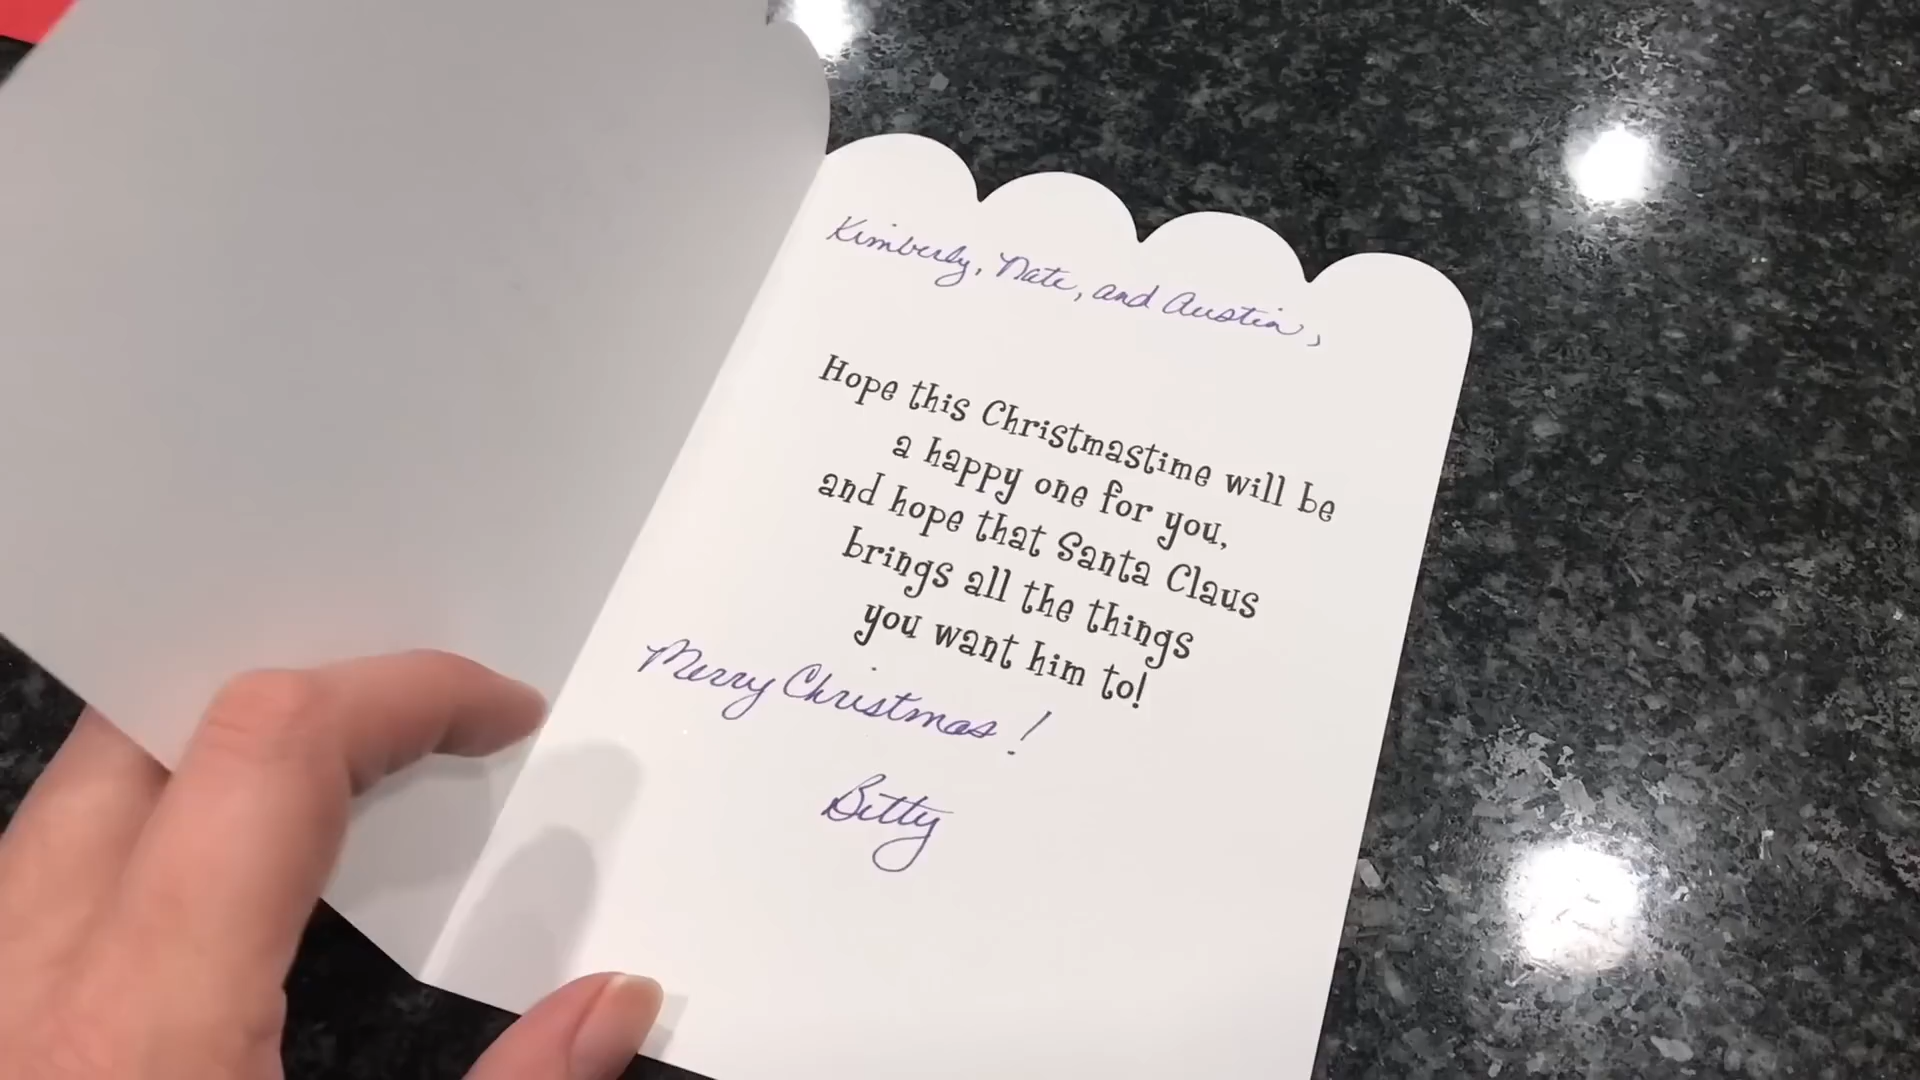 Kimberly, Nate, and Austin,
Hope this Christmastime will be
a happy one for you,
and hope that Santa Claus
brings all the things
you want him to!
Merry Christmas!
Betty